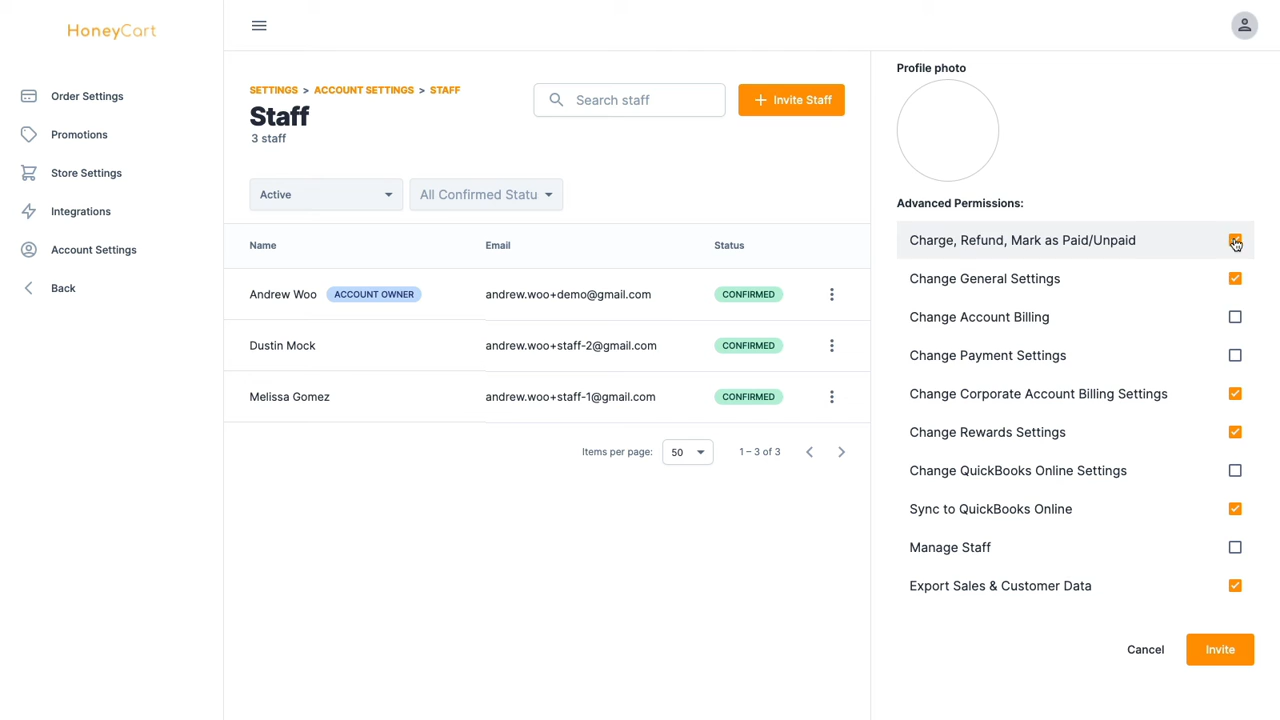 HoneyCart
Order Settings
Promotions
Store Settings
Integrations
Account Settings
Back
SETTINGS > ACCOUNT SETTINGS > STAFF
Staff
3 staff
Search staff
+ Invite Staff
Active
All Confirmed Statu
Name Email Status
Andrew Woo ACCOUNT OWNER andrew.woo+demo@gmail.com CONFIRMED
Dustin Mock andrew.woo+staff-2@gmail.com CONFIRMED
Melissa Gomez andrew.woo+staff-1@gmail.com CONFIRMED
Items per page: 50 1 – 3 of 3
Profile photo
Advanced Permissions:
Charge, Refund, Mark as Paid/Unpaid
Change General Settings
Change Account Billing
Change Payment Settings
Change Corporate Account Billing Settings
Change Rewards Settings
Change QuickBooks Online Settings
Sync to QuickBooks Online
Manage Staff
Export Sales & Customer Data
Cancel Invite